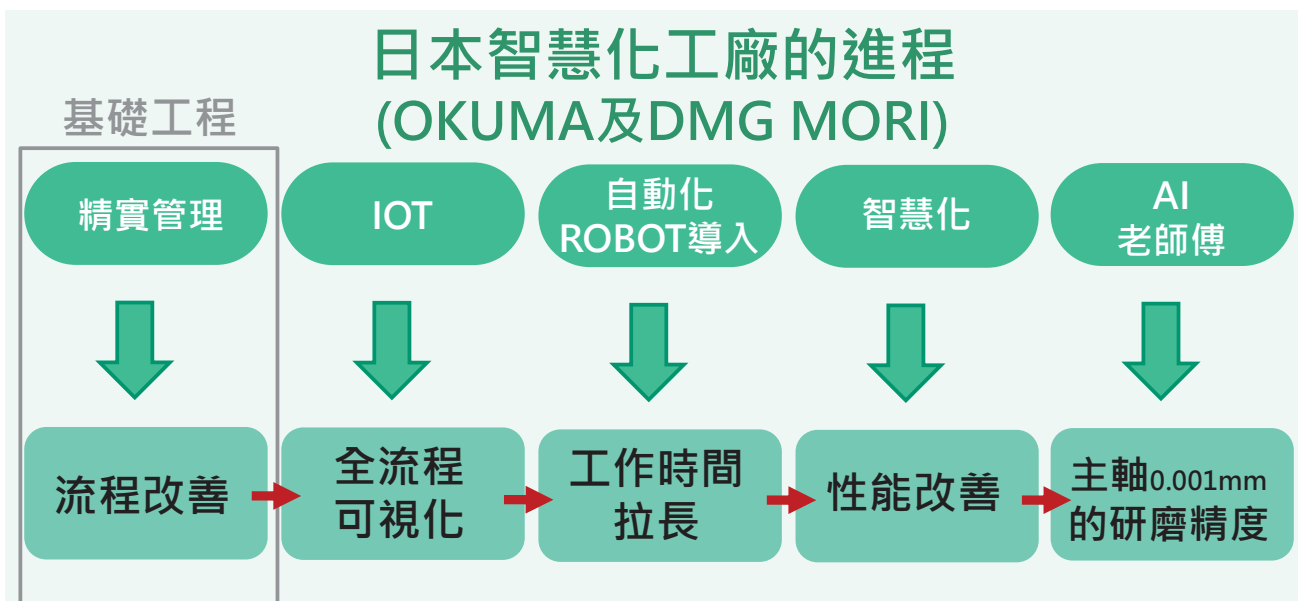 日本智慧化工廠的進程
(OKUMA及DMG MORI)
基礎工程
精實管理
IOT
自動化
ROBOT導入
智慧化
AI
老師傅
流程改善
全流程
可視化
工作時間
拉長
性能改善
主軸0.001mm
的研磨精度